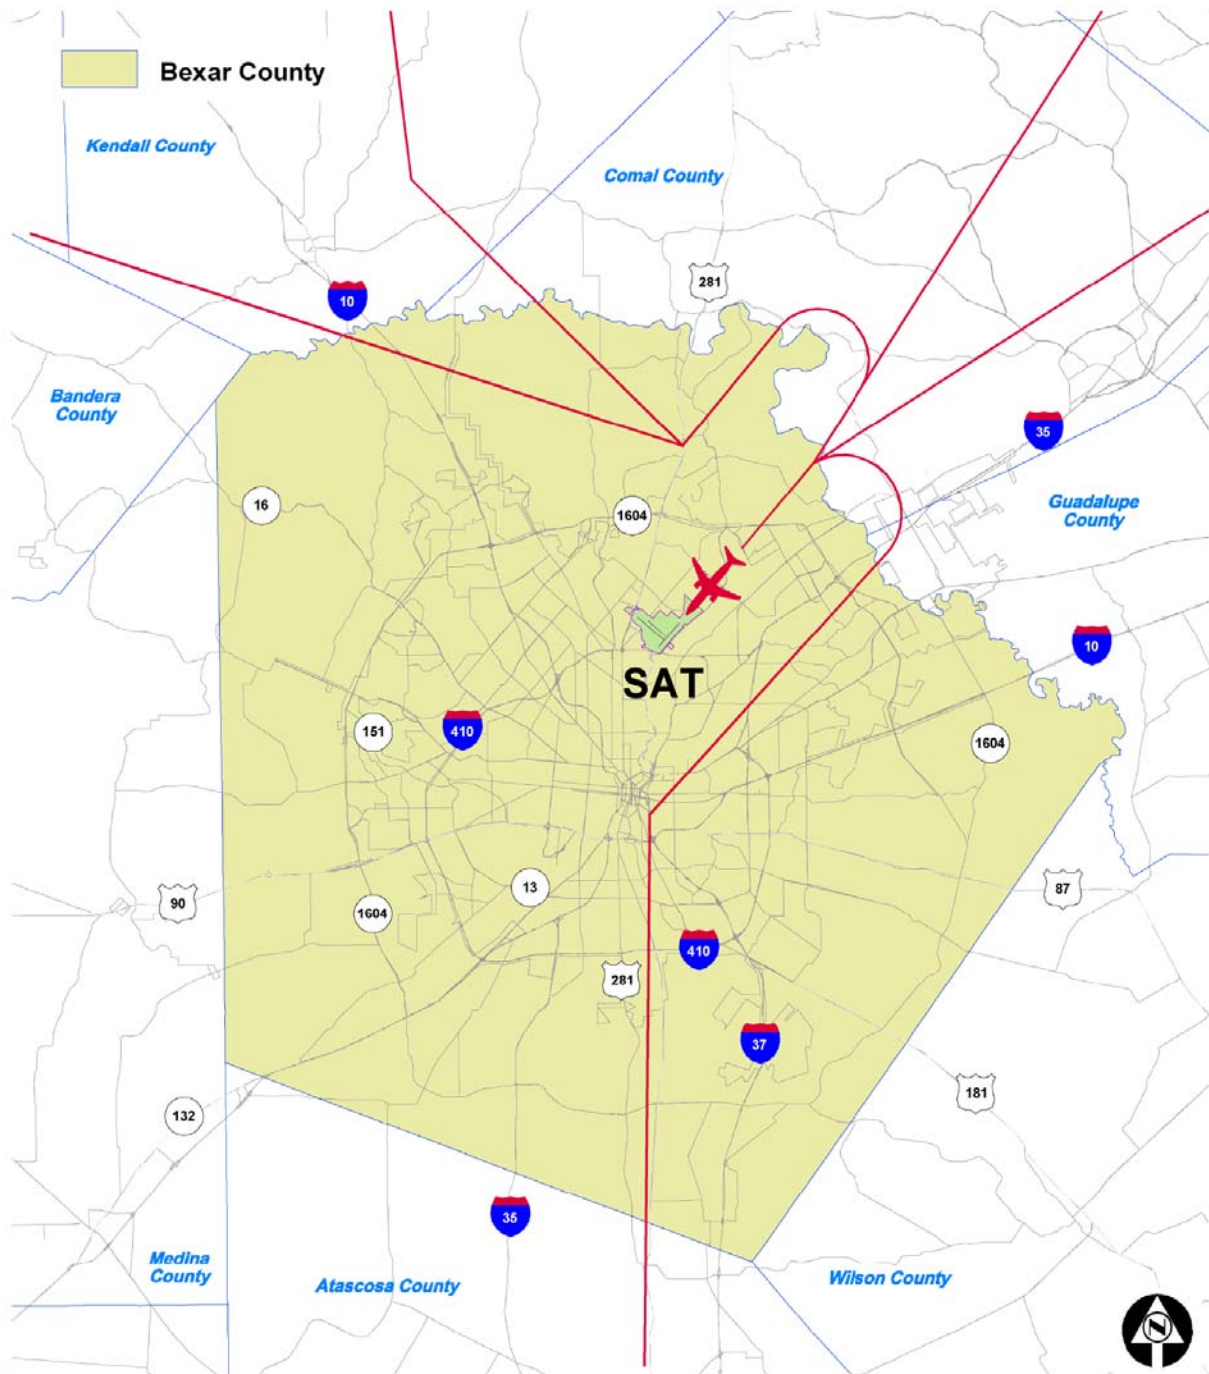 Bexar County
Kendall County
Comal County
281
10
Bandera
County
35
16
1604
Guadalupe
County
10
SAT
151
410
1604
13
87
90
1604
410
281
37
181
132
35
Medina
County
Atascosa County
Wilson County
N